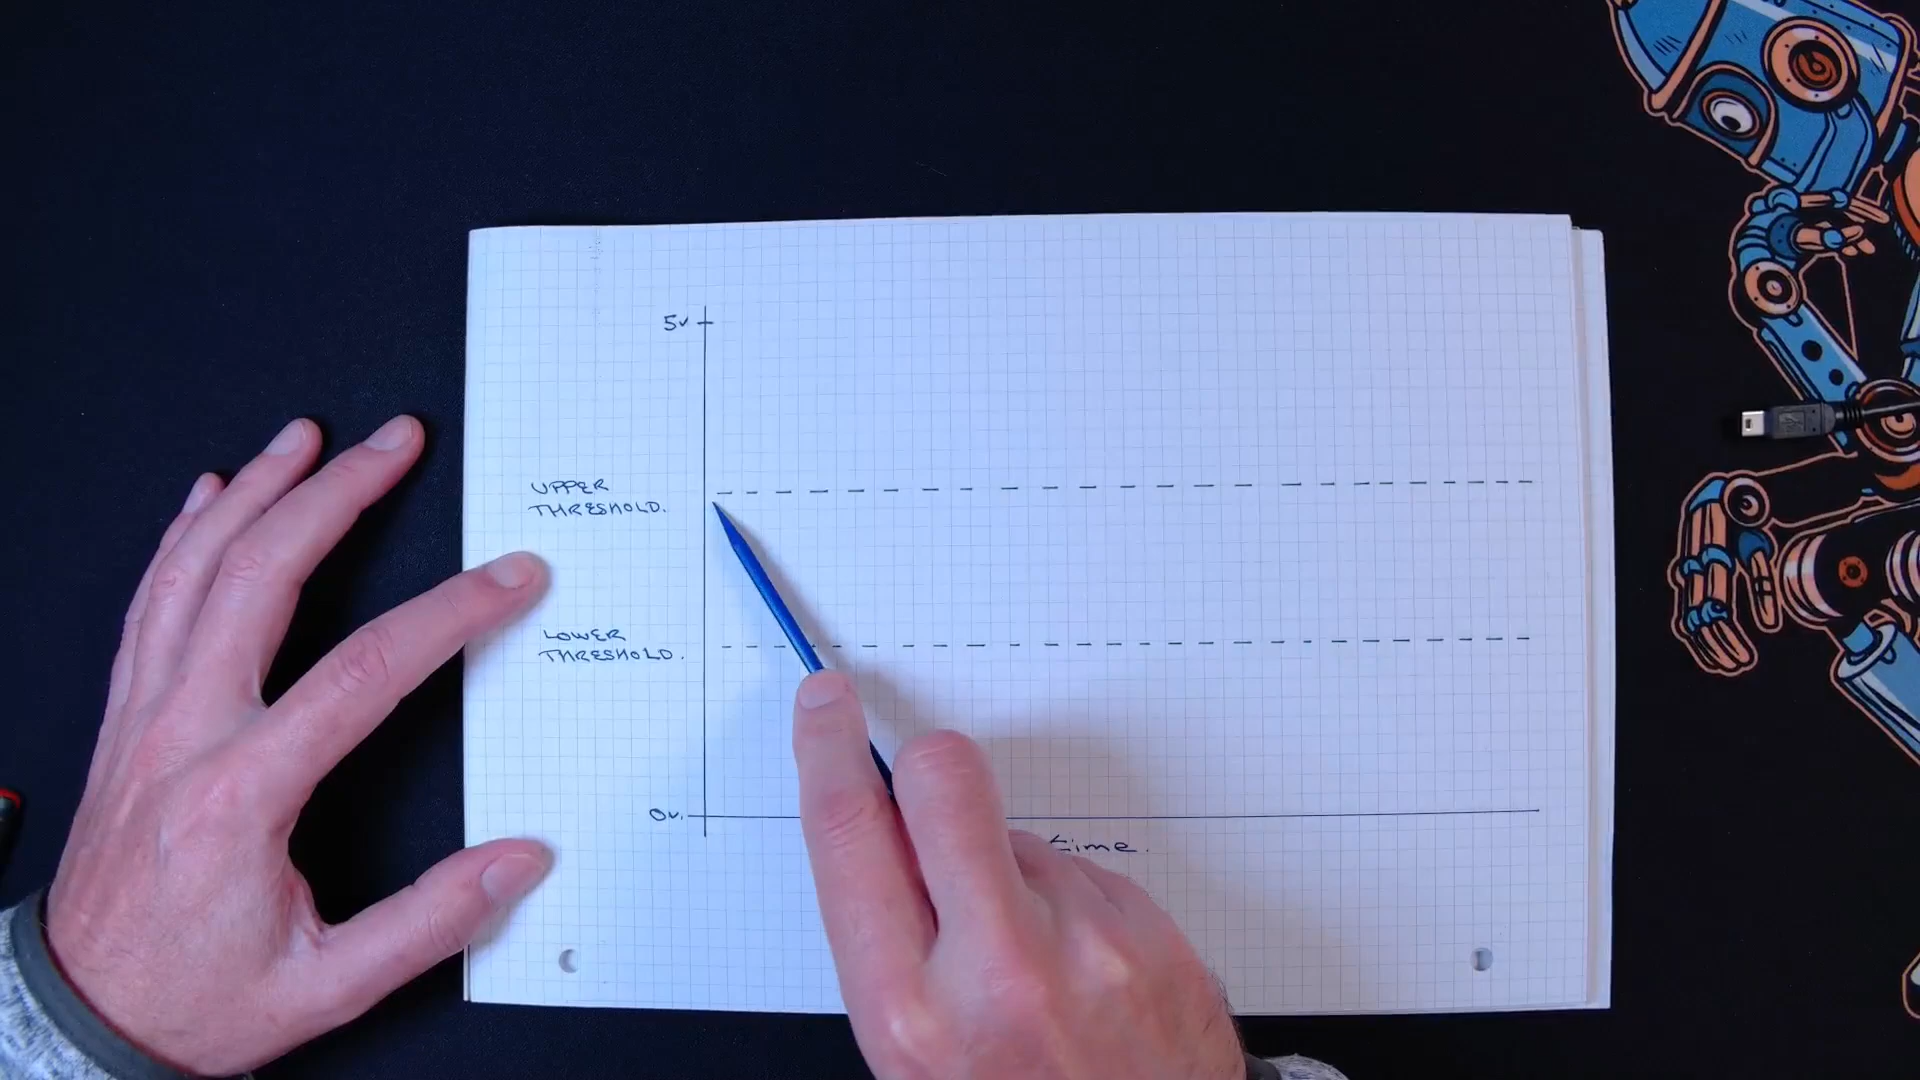 5v
UPPER
THRESHOLD.
LOWER
THRESHOLD.
0v.
time.